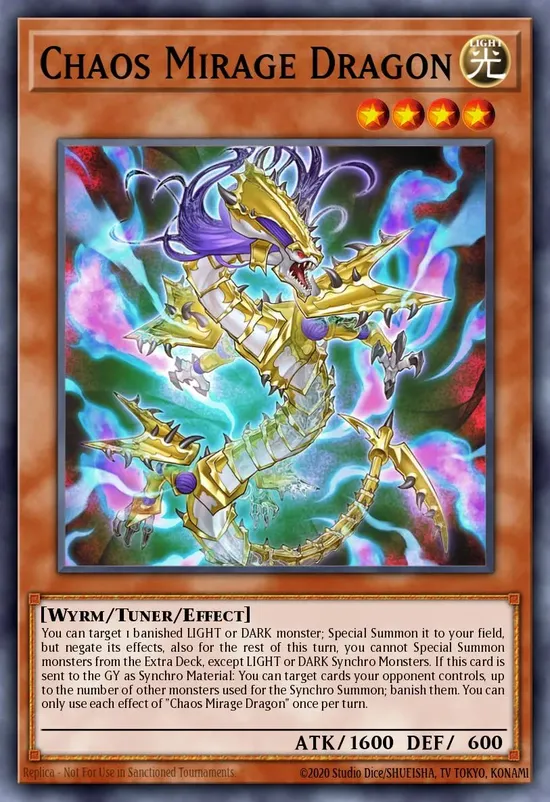 CHAOS MIRAGE DRAGON
LIGHT
光
[WYRM/TUNER/EFFECT]
You can target 1 banished LIGHT or DARK monster; Special Summon it to your field,
but negate its effects, also for the rest of this turn, you cannot Special Summon
monsters from the Extra Deck, except LIGHT or DARK Synchro Monsters. If this card is
sent to the GY as Synchro Material: You can target cards your opponent controls, up
to the number of other monsters used for the Synchro Summon; banish them. You can
only use each effect of "Chaos Mirage Dragon" once per turn.
ATK/1600 DEF/ 600
Replica - Not For Use in Sanctioned Tournaments.
©2020 Studio Dice/SHUEISHA, TV TOKYO, KONAMI